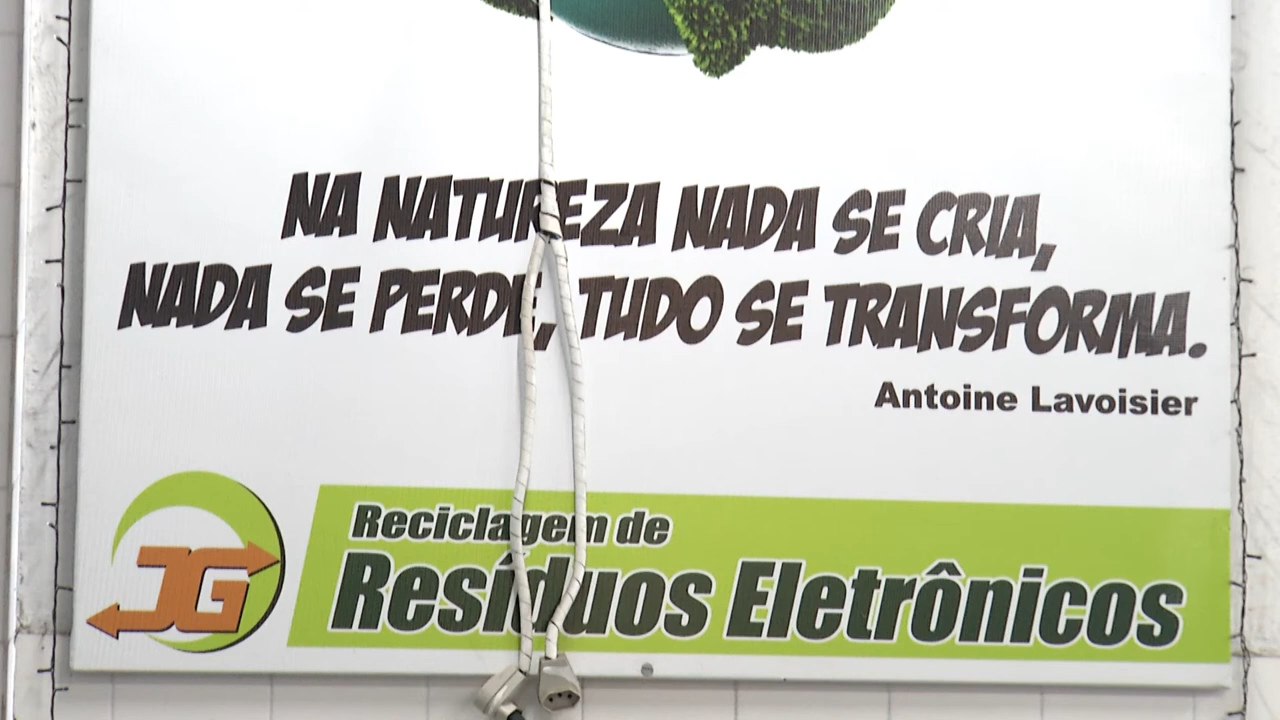 NA NATUREZA NADA SE CRIA,
NADA SE PERDE, TUDO SE TRANSFORMA.
Antoine Lavoisier
JG
Reciclagem de
Resíduos Eletrônicos